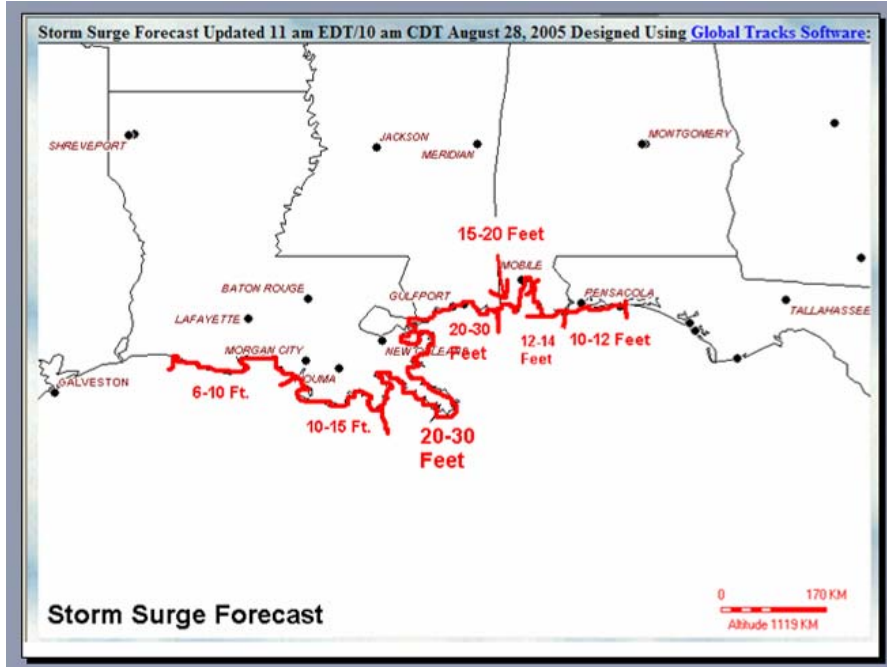 Storm Surge Forecast Updated 11 am EDT/10 am CDT August 28, 2005 Designed Using Global Tracks Software:
SHREVEPORT
JACKSON
MERIDIAN
MONTGOMERY
15-20 Feet
MOBILE
BATON ROUGE
GULFPORT
PENSACOLA
TALLAHASSEE
LAFAYETTE
20-30
Feet
12-14
Feet
10-12 Feet
MORGAN CITY
NEW ORLEANS
GALVESTON
OUMA
6-10 Ft.
10-15 Ft.
20-30
Feet
Storm Surge Forecast
0 170 KM
Altitude 1119 KM